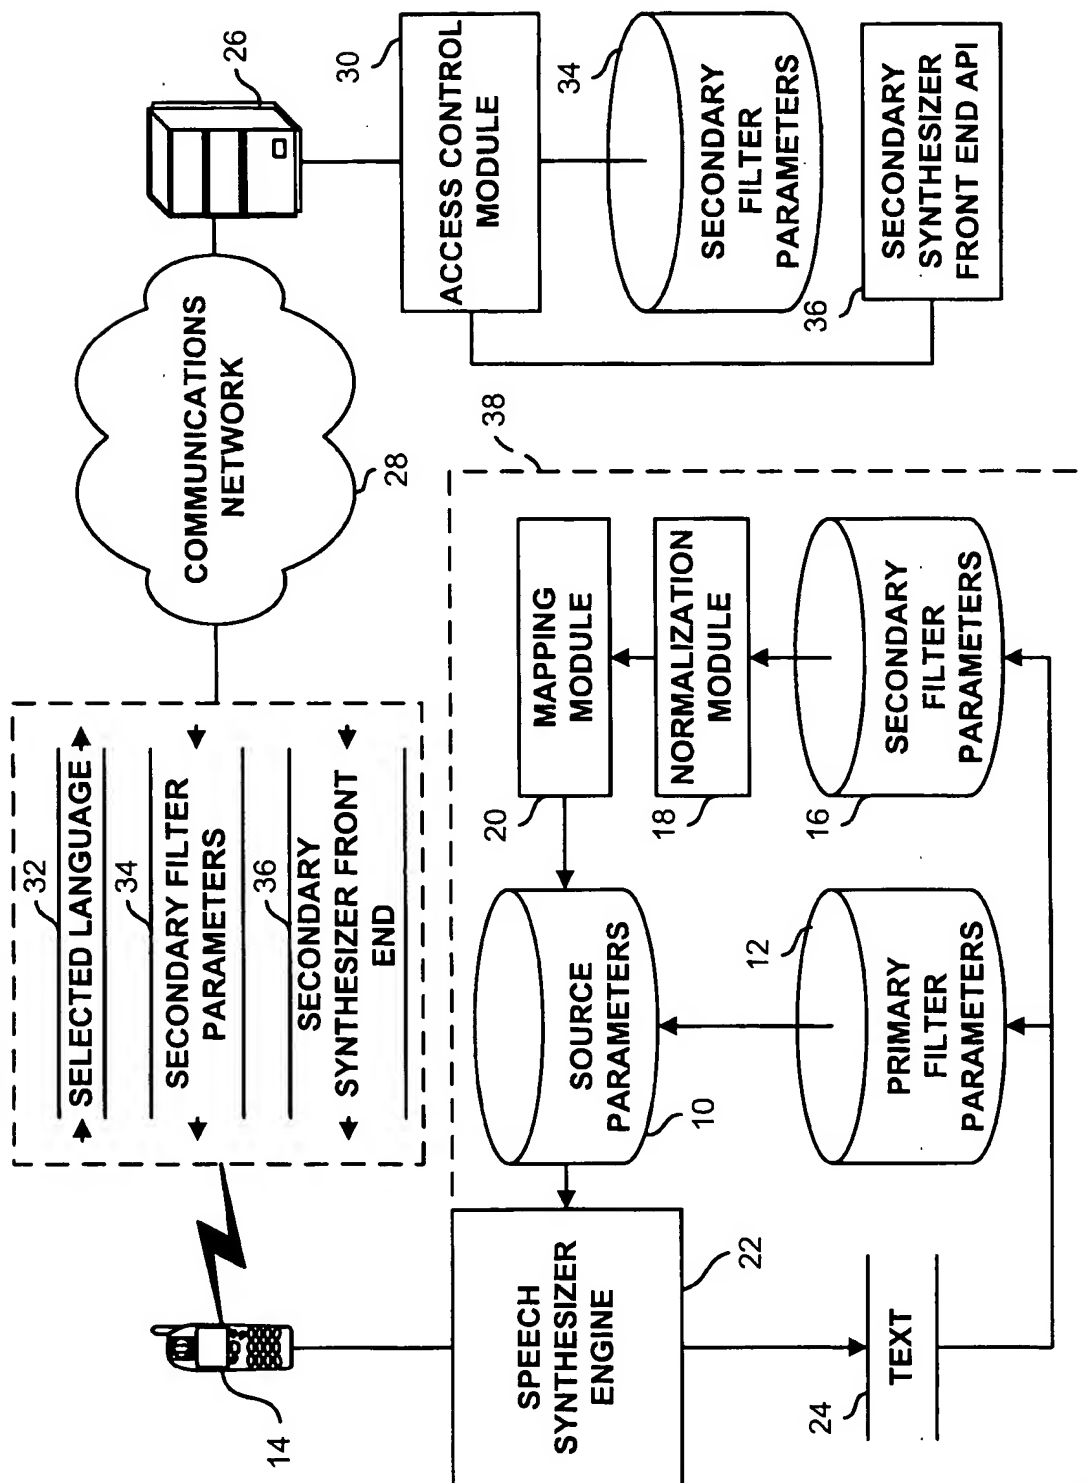 14
32
SELECTED LANGUAGE
34
SECONDARY FILTER
PARAMETERS
36
SECONDARY
SYNTHESIZER FRONT
END
COMMUNICATIONS
NETWORK
28
26
SPEECH
SYNTHESIZER
ENGINE
22
SOURCE
PARAMETERS
10
MAPPING
MODULE
20
38
NORMALIZATION
MODULE
18
24
TEXT
12
PRIMARY
FILTER
PARAMETERS
SECONDARY
FILTER
PARAMETERS
16
30
ACCESS CONTROL
MODULE
34
SECONDARY
FILTER
PARAMETERS
36
SECONDARY
SYNTHESIZER
FRONT END API